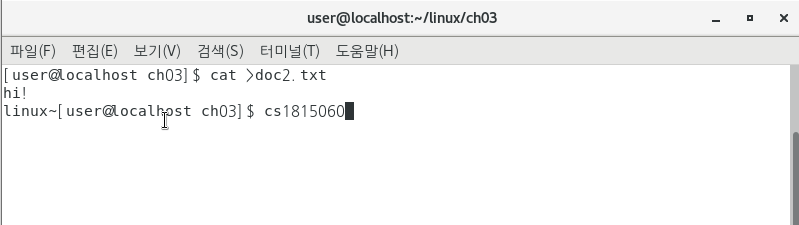 user@localhost:~/linux/ch03
파일(F) 편집(E) 보기(V) 검색(S) 터미널(T) 도움말(H)
[user@localhost ch03]$ cat >doc2.txt
hi!
linux~[user@localhost ch03]$ cs1815060